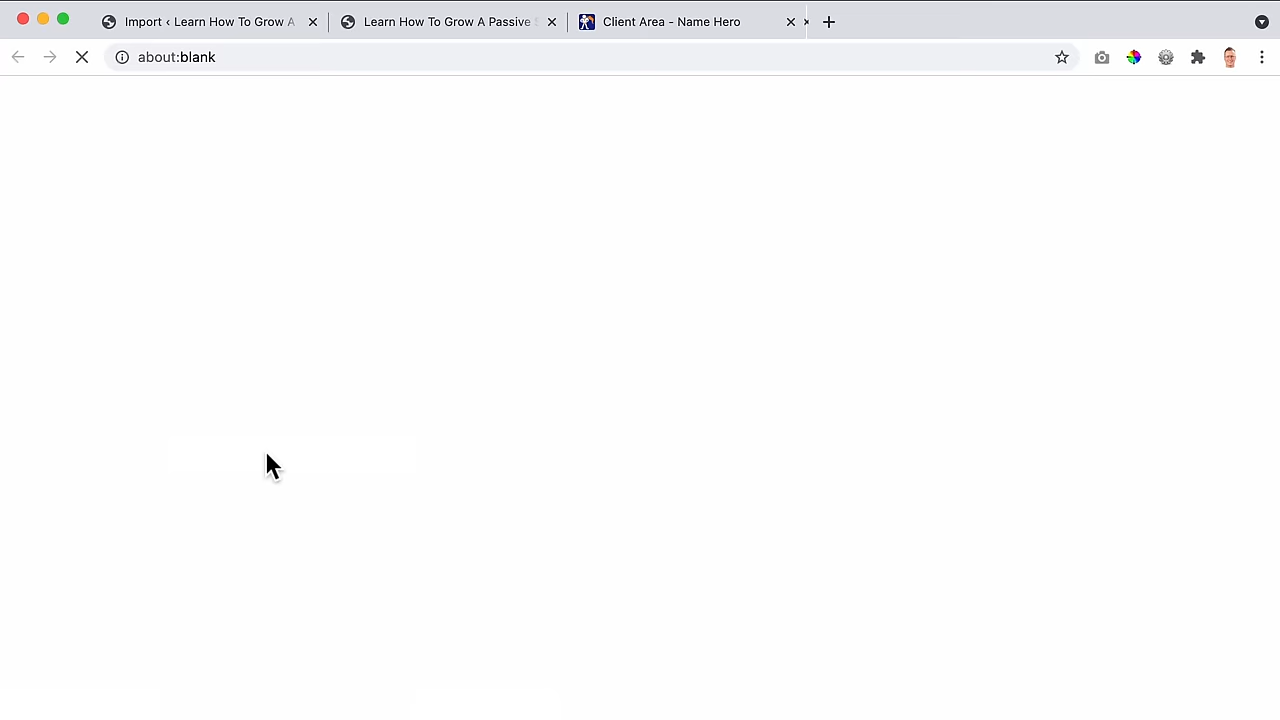 Import ‹ Learn How To Grow A
Learn How To Grow A Passive
Client Area - Name Hero
about:blank